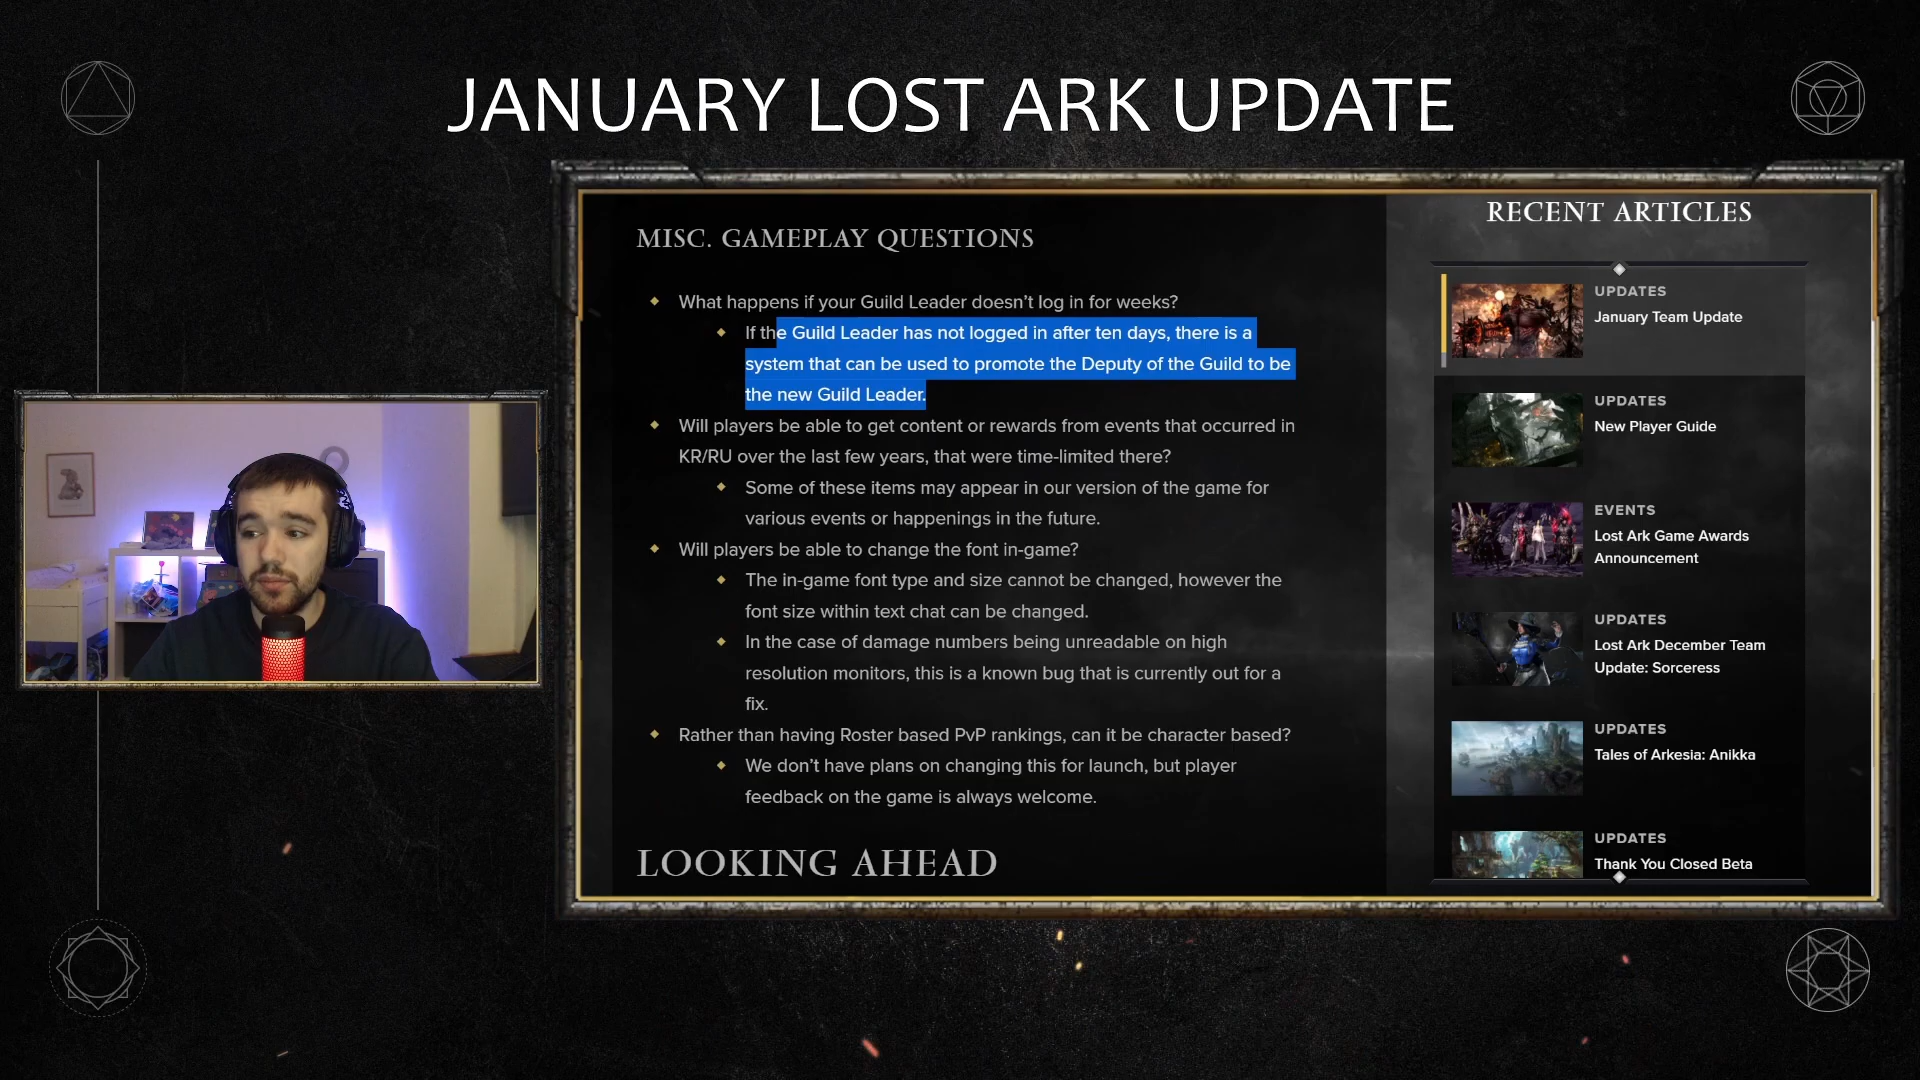 JANUARY LOST ARK UPDATE
MISC. GAMEPLAY QUESTIONS
What happens if your Guild Leader doesn’t log in for weeks?
If the Guild Leader has not logged in after ten days, there is a
system that can be used to promote the Deputy of the Guild to be
the new Guild Leader.
Will players be able to get content or rewards from events that occurred in
KR/RU over the last few years, that were time-limited there?
Some of these items may appear in our version of the game for
various events or happenings in the future.
Will players be able to change the font in-game?
The in-game font type and size cannot be changed, however the
font size within text chat can be changed.
In the case of damage numbers being unreadable on high
resolution monitors, this is a known bug that is currently out for a
fix.
Rather than having Roster based PvP rankings, can it be character based?
We don’t have plans on changing this for launch, but player
feedback on the game is always welcome.
LOOKING AHEAD
RECENT ARTICLES
UPDATES
January Team Update
UPDATES
New Player Guide
EVENTS
Lost Ark Game Awards
Announcement
UPDATES
Lost Ark December Team
Update: Sorceress
UPDATES
Tales of Arkesia: Anikka
UPDATES
Thank You Closed Beta